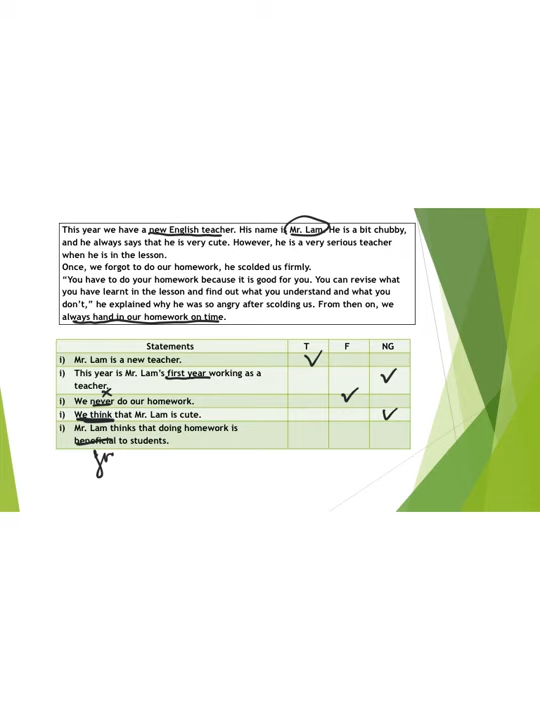 This year we have a new English teacher. His name is Mr. Lam. He is a bit chubby,
and he always says that he is very cute. However, he is a very serious teacher
when he is in the lesson.
Once, we forgot to do our homework, he scolded us firmly.
“You have to do your homework because it is good for you. You can revise what
you have learnt in the lesson and find out what you understand and what you
don’t,” he explained why he was so angry after scolding us. From then on, we
always hand in our homework on time.
Statements T F NG
i) Mr. Lam is a new teacher.
i) This year is Mr. Lam’s first year working as a
teacher.
i) We never do our homework.
i) We think that Mr. Lam is cute.
i) Mr. Lam thinks that doing homework is
beneficial to students.